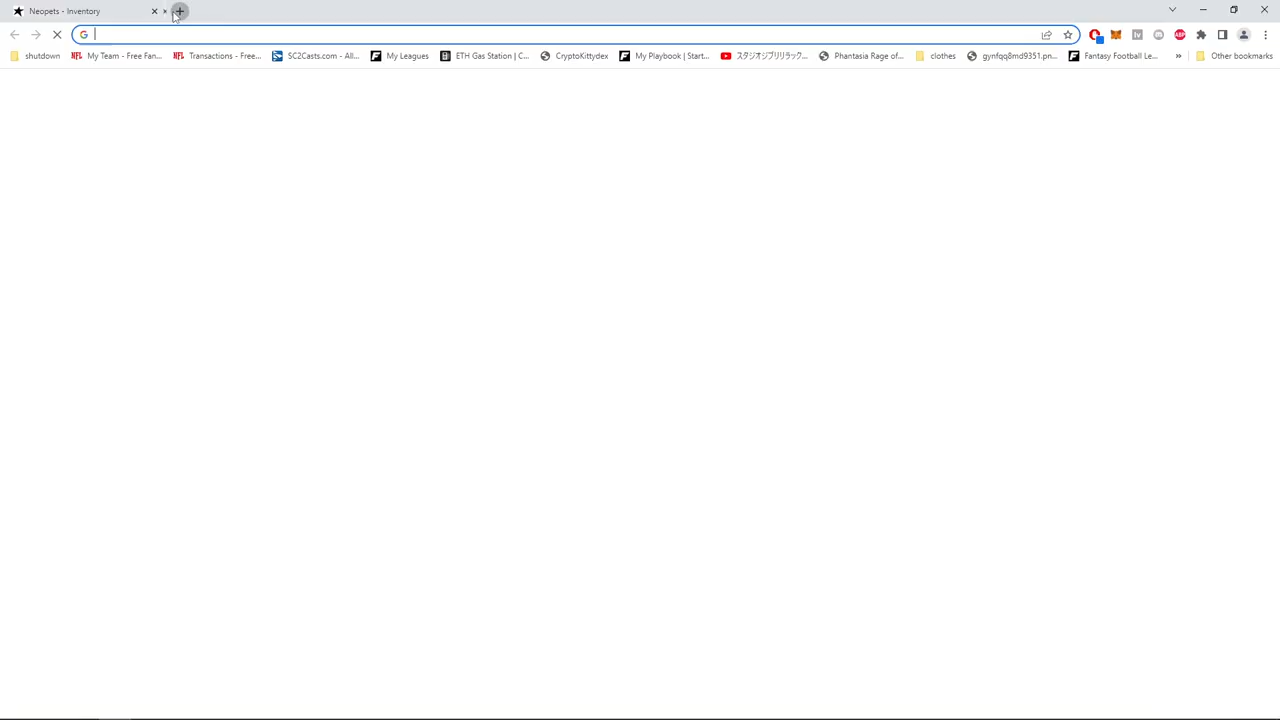 Neopets - Inventory
shutdown
NFL My Team - Free Fan...
NFL Transactions - Free...
SC2Casts.com - All...
My Leagues
ETH Gas Station | C...
CryptoKittydex
My Playbook | Start...
スタジオジブリリラック...
Phantasia Rage of...
clothes
gynfqq8md9351.pn...
Fantasy Football Le...
»
Other bookmarks